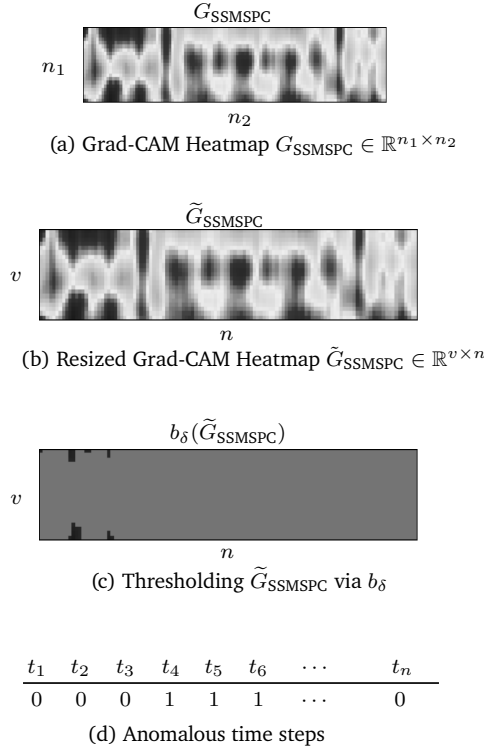 G_SSMSPC
n_1
n_2
(a) Grad-CAM Heatmap G_SSMSPC ∈ ℝ^{n_1×n_2}
G̃_SSMSPC
v
n
(b) Resized Grad-CAM Heatmap G̃_SSMSPC ∈ ℝ^{v×n}
b_δ(G̃_SSMSPC)
v
n
(c) Thresholding G̃_SSMSPC via b_δ
t_1 t_2 t_3 t_4 t_5 t_6 ⋯ t_n
0 0 0 1 1 1 ⋯ 0
(d) Anomalous time steps